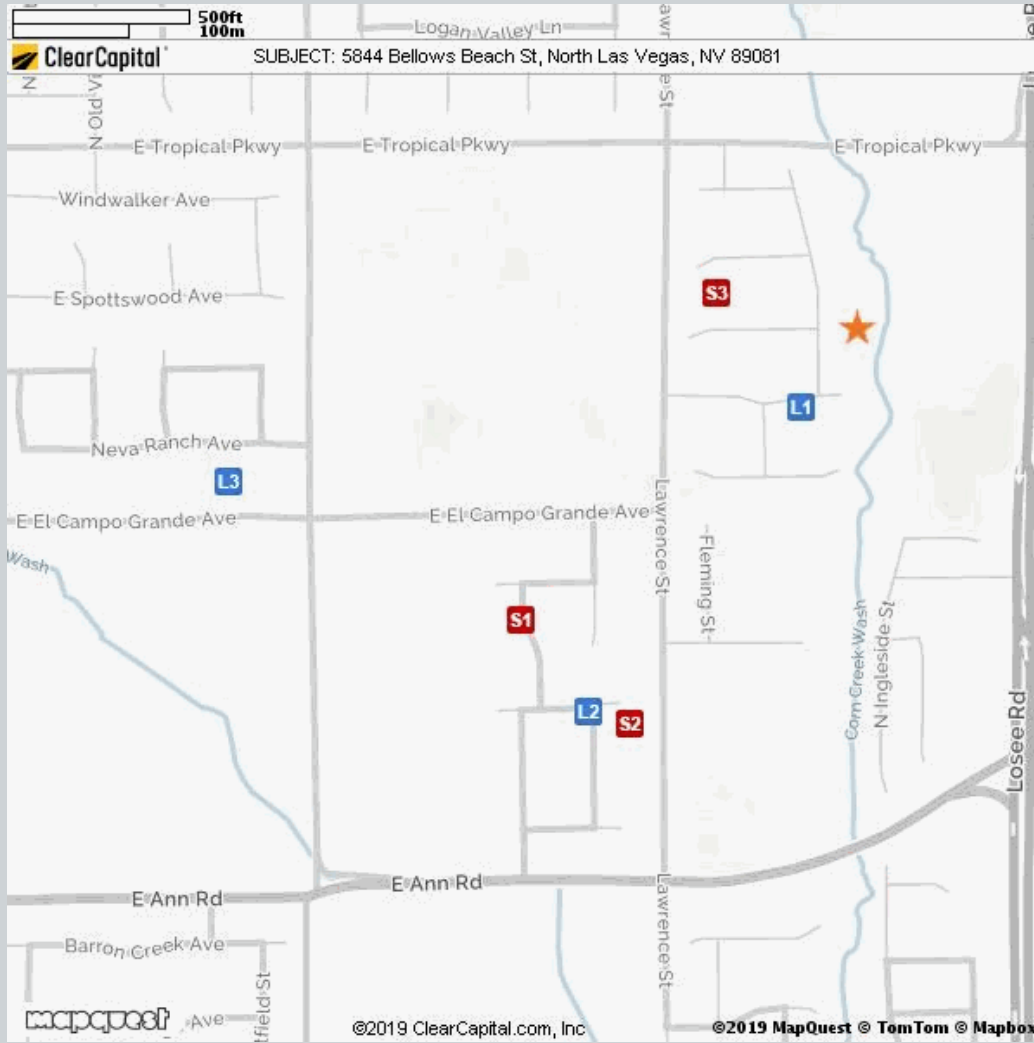 500ft
100m
Logan Valley Ln
ClearCapital
SUBJECT: 5844 Bellows Beach St, North Las Vegas, NV 89081
N
N Old Vi
E Tropical Pkwy
E Tropical Pkwy
E Tropical Pkwy
Windwalker Ave
E Spottswood Ave
S3
L1
Neva Ranch Ave
L3
E El Campo Grande Ave
E El Campo Grande Ave
Lawrence St
Fleming St
Wash
S1
Corn Creek Wash
N Ingleside St
L2
S2
Losee Rd
E Ann Rd
E Ann Rd
Lawrence St
Barron Creek Ave
tfield St
mapquest
Ave
©2019 ClearCapital.com, Inc
©2019 MapQuest © TomTom © Mapbox